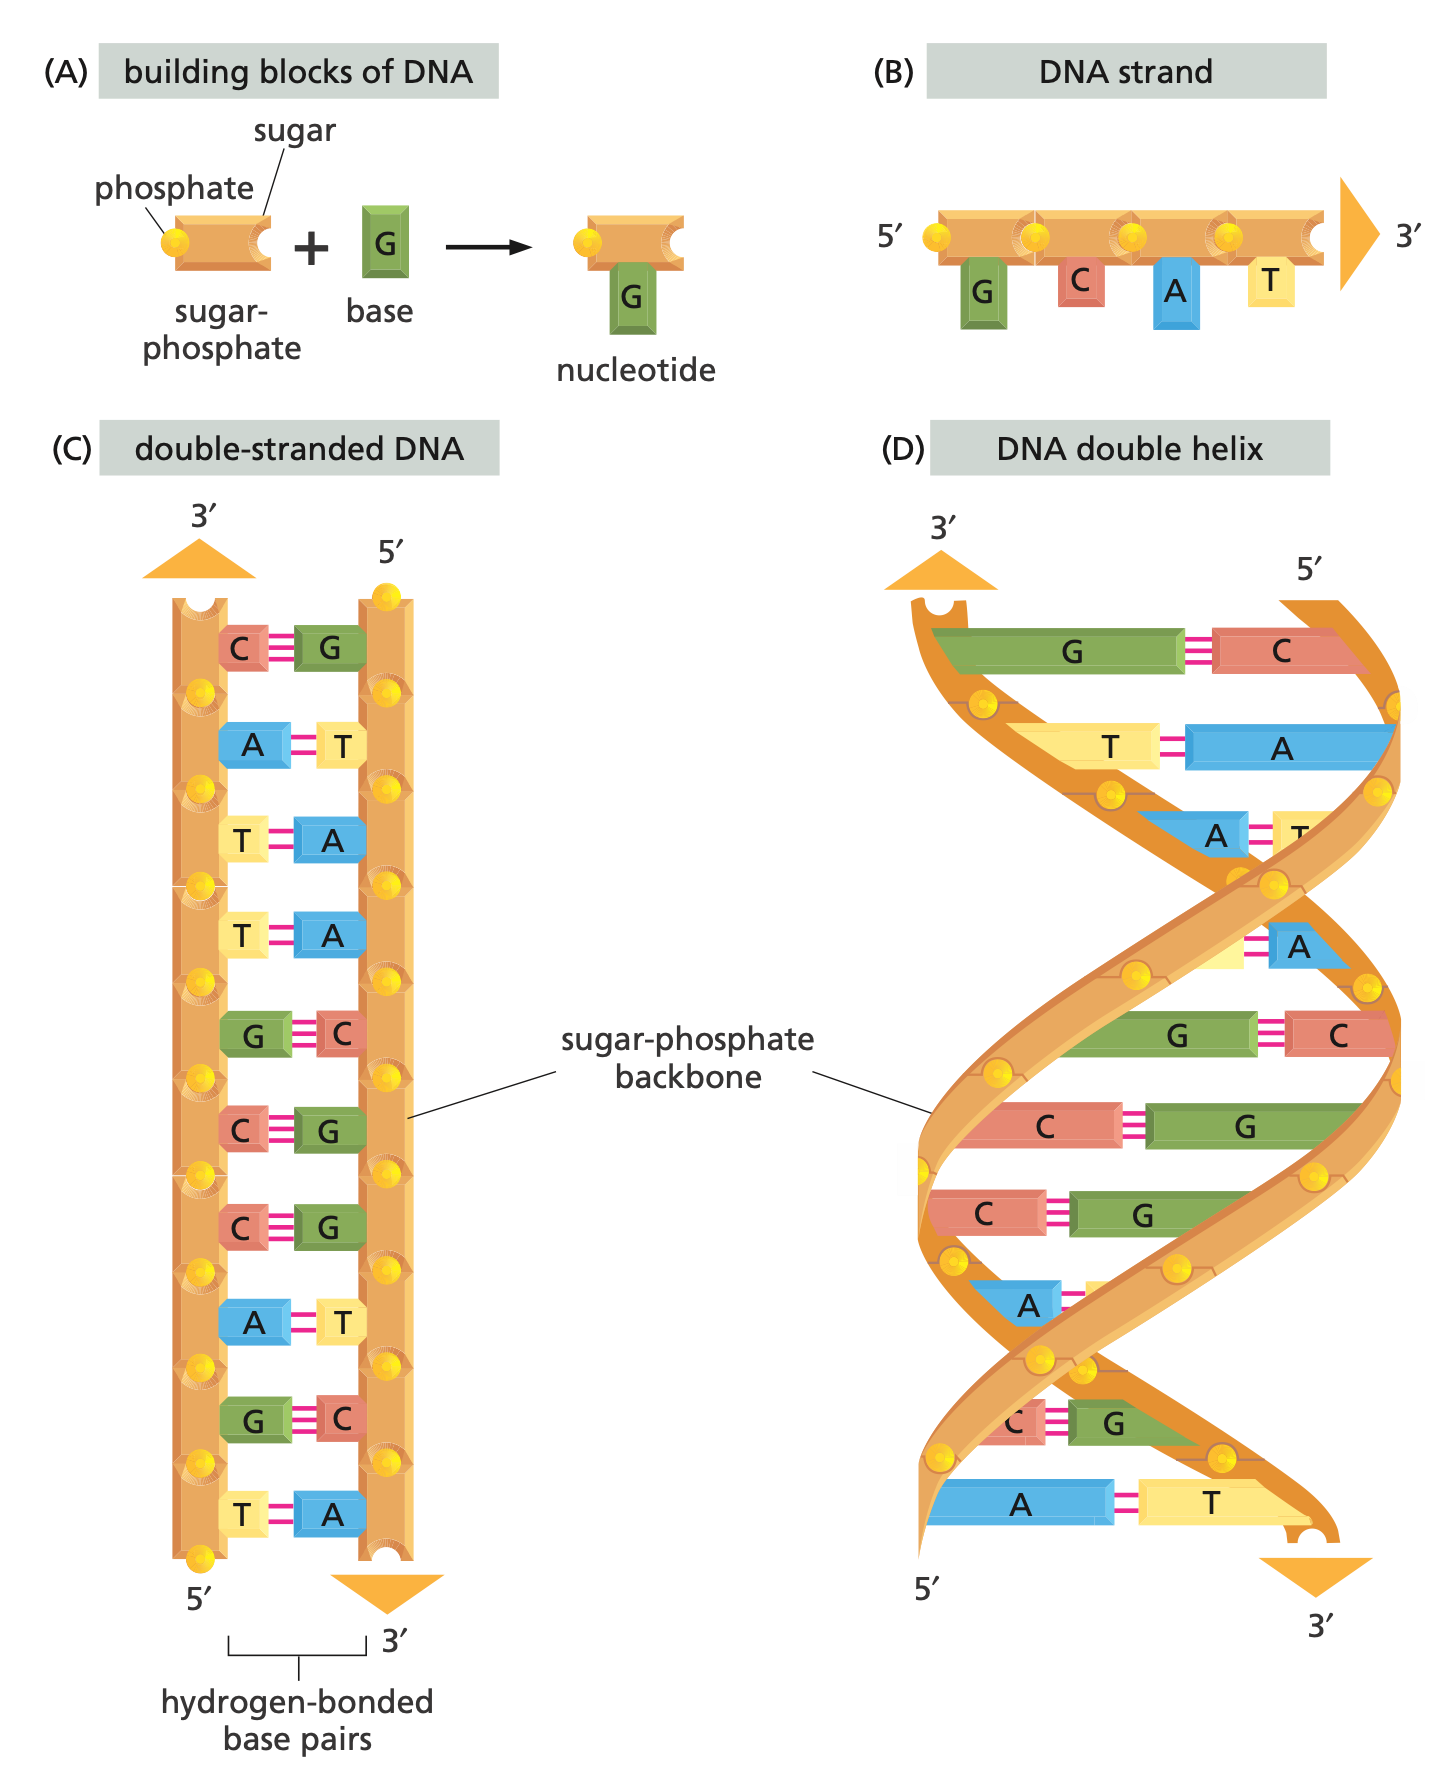 (A) building blocks of DNA
sugar
phosphate
+
G
G
sugar-
phosphate
base
nucleotide
(B) DNA strand
5′
3′
G
C
A
T
(C) double-stranded DNA
3′
5′
C G
A T
T A
T A
G C
C G
C G
A T
G C
T A
5′
3′
hydrogen-bonded
base pairs
sugar-phosphate
backbone
(D) DNA double helix
3′
5′
G C
T A
A T
A
G C
C G
C G
A
C G
A T
5′
3′